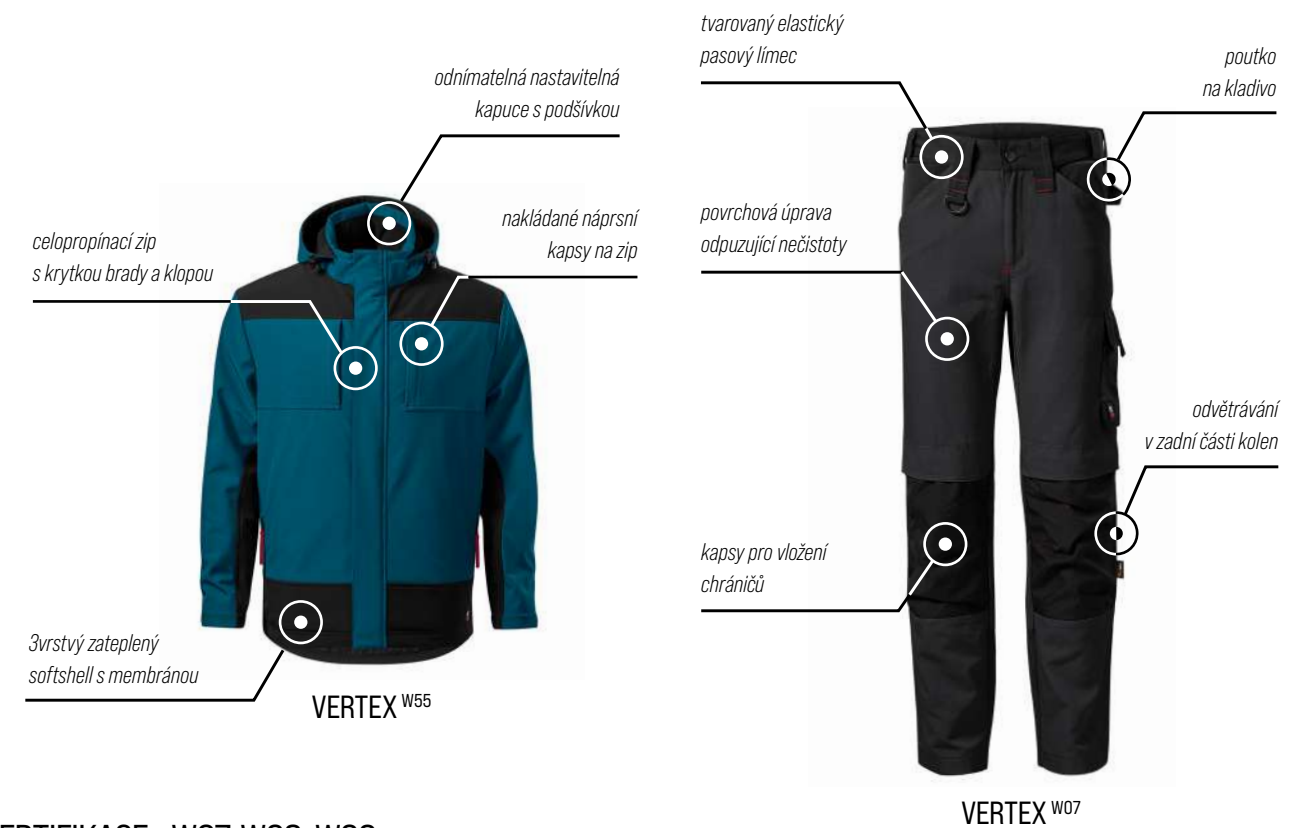 odnímatelná nastavitelná
kapuce s podšívkou
nakládané náprsní
kapsy na zip
celopropínací zip
s krytkou brady a klopou
3vrstvý zateplený
softshell s membránou
VERTEX W55
tvarovaný elastický
pasový límec
poutko
na kladivo
povrchová úprava
odpuzující nečistoty
odvětrávání
v zadní části kolen
kapsy pro vložení
chráničů
VERTEX W07